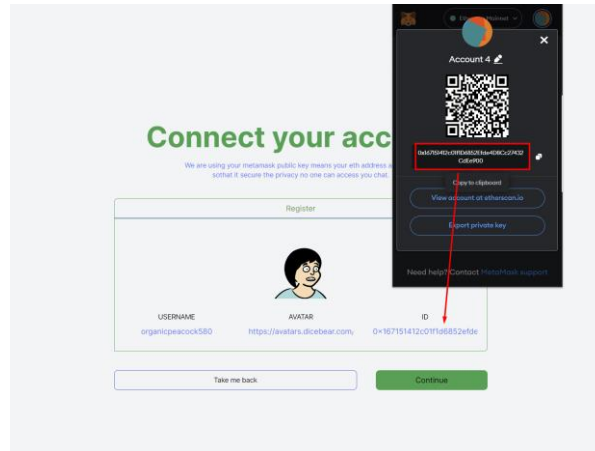 Connect your acc
We are using your metamask public key means your eth address a
sothat it secure the privacy no one can access you chat.
Register
USERNAME
AVATAR
ID
organicpeacock580
https://avatars.dicebear.com,
0x167151412c01f1d6852efde
Take me back
Continue
Account 4
Copy to clipboard
View account at etherscan.io
Export private key
Need help? Contact MetaMask support